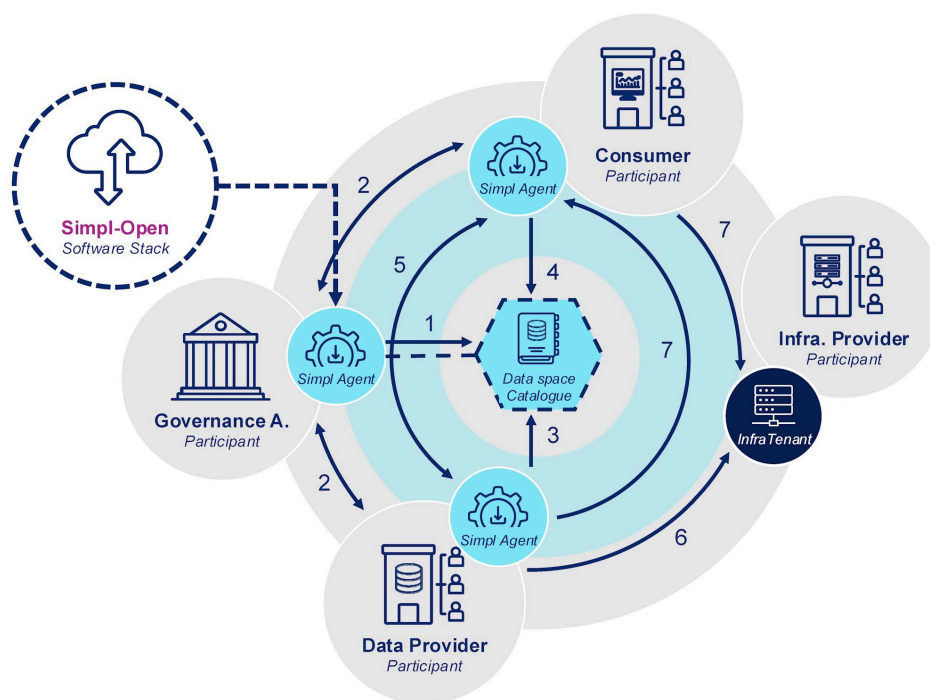 Simpl-Open
Software Stack
2
Simpl Agent
Consumer
Participant
7
5
4
Infra. Provider
Participant
1
Simpl Agent
Data space
Catalogue
7
Governance A.
Participant
3
InfraTenant
2
Simpl Agent
6
Data Provider
Participant